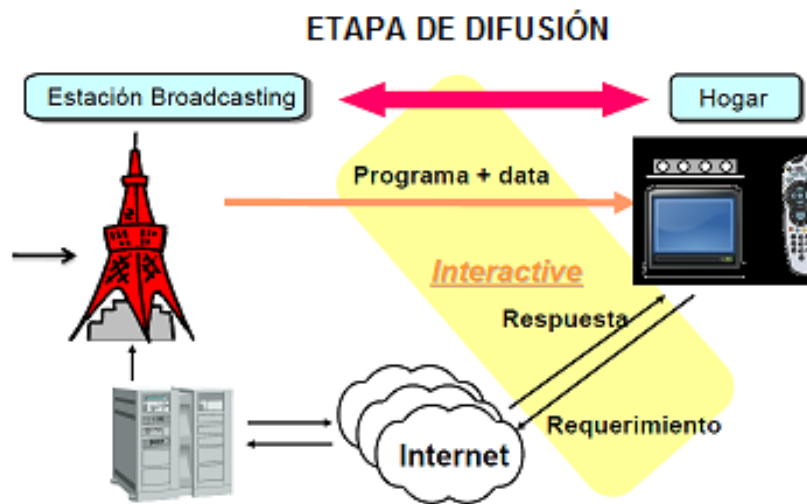 ETAPA DE DIFUSIÓN
Estación Broadcasting
Hogar
Programa + data
Interactive
Respuesta
Requerimiento
Internet